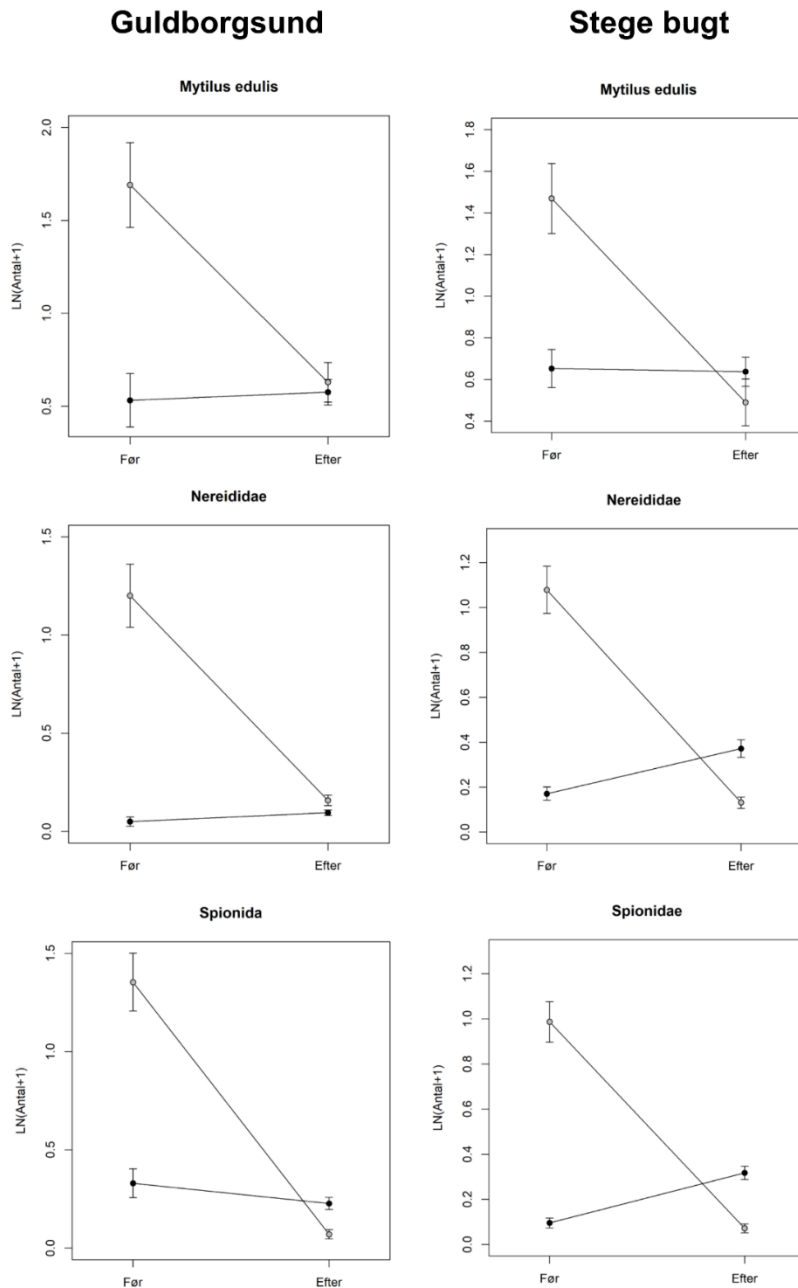 Guldborgsund
Stege bugt
Mytilus edulis
LN(Antal+1)
2.0
1.5
1.0
0.5
Før
Efter
Mytilus edulis
LN(Antal+1)
1.8
1.6
1.4
1.2
1.0
0.8
0.6
0.4
Før
Efter
Nereididae
LN(Antal+1)
1.5
1.0
0.5
0.0
Før
Efter
Nereididae
LN(Antal+1)
1.2
1.0
0.8
0.6
0.4
0.2
0.0
Før
Efter
Spionida
LN(Antal+1)
1.5
1.0
0.5
0.0
Før
Efter
Spionidae
LN(Antal+1)
1.2
1.0
0.8
0.6
0.4
0.2
0.0
Før
Efter